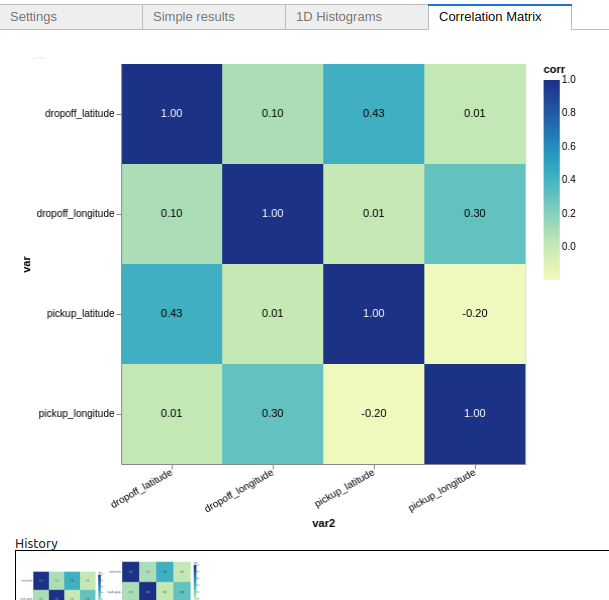 Settings Simple results 1D Histograms Correlation Matrix
corr
dropoff_latitude 1.00 0.10 0.43 0.01
dropoff_longitude 0.10 1.00 0.01 0.30
pickup_latitude 0.43 0.01 1.00 -0.20
pickup_longitude 0.01 0.30 -0.20 1.00
1.0
0.8
0.6
0.4
0.2
0.0
var
dropoff_latitude dropoff_longitude pickup_latitude pickup_longitude
var2
History